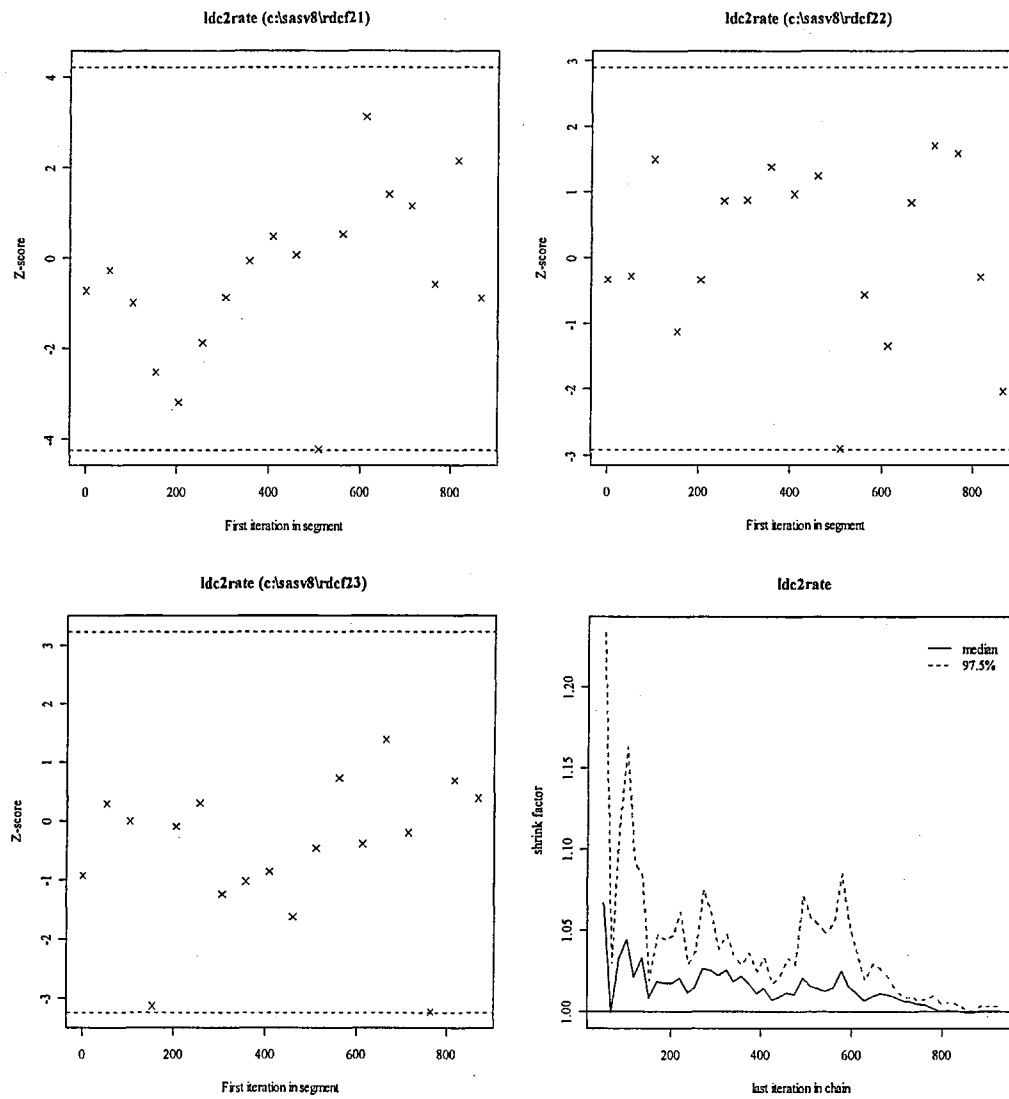 ldc2rate (c:\sasv8\rdcf21)
4
2
0
-2
-4
Z-score
0 200 400 600 800
First iteration in segment
ldc2rate (c:\sasv8\rdcf22)
3
2
1
0
-1
-2
-3
Z-score
0 200 400 600 800
First iteration in segment
ldc2rate (c:\sasv8\rdcf23)
3
2
1
0
-1
-2
-3
Z-score
0 200 400 600 800
First iteration in segment
ldc2rate
median
97.5%
1.20
1.15
1.10
1.05
1.00
shrink factor
200 400 600 800
last iteration in chain